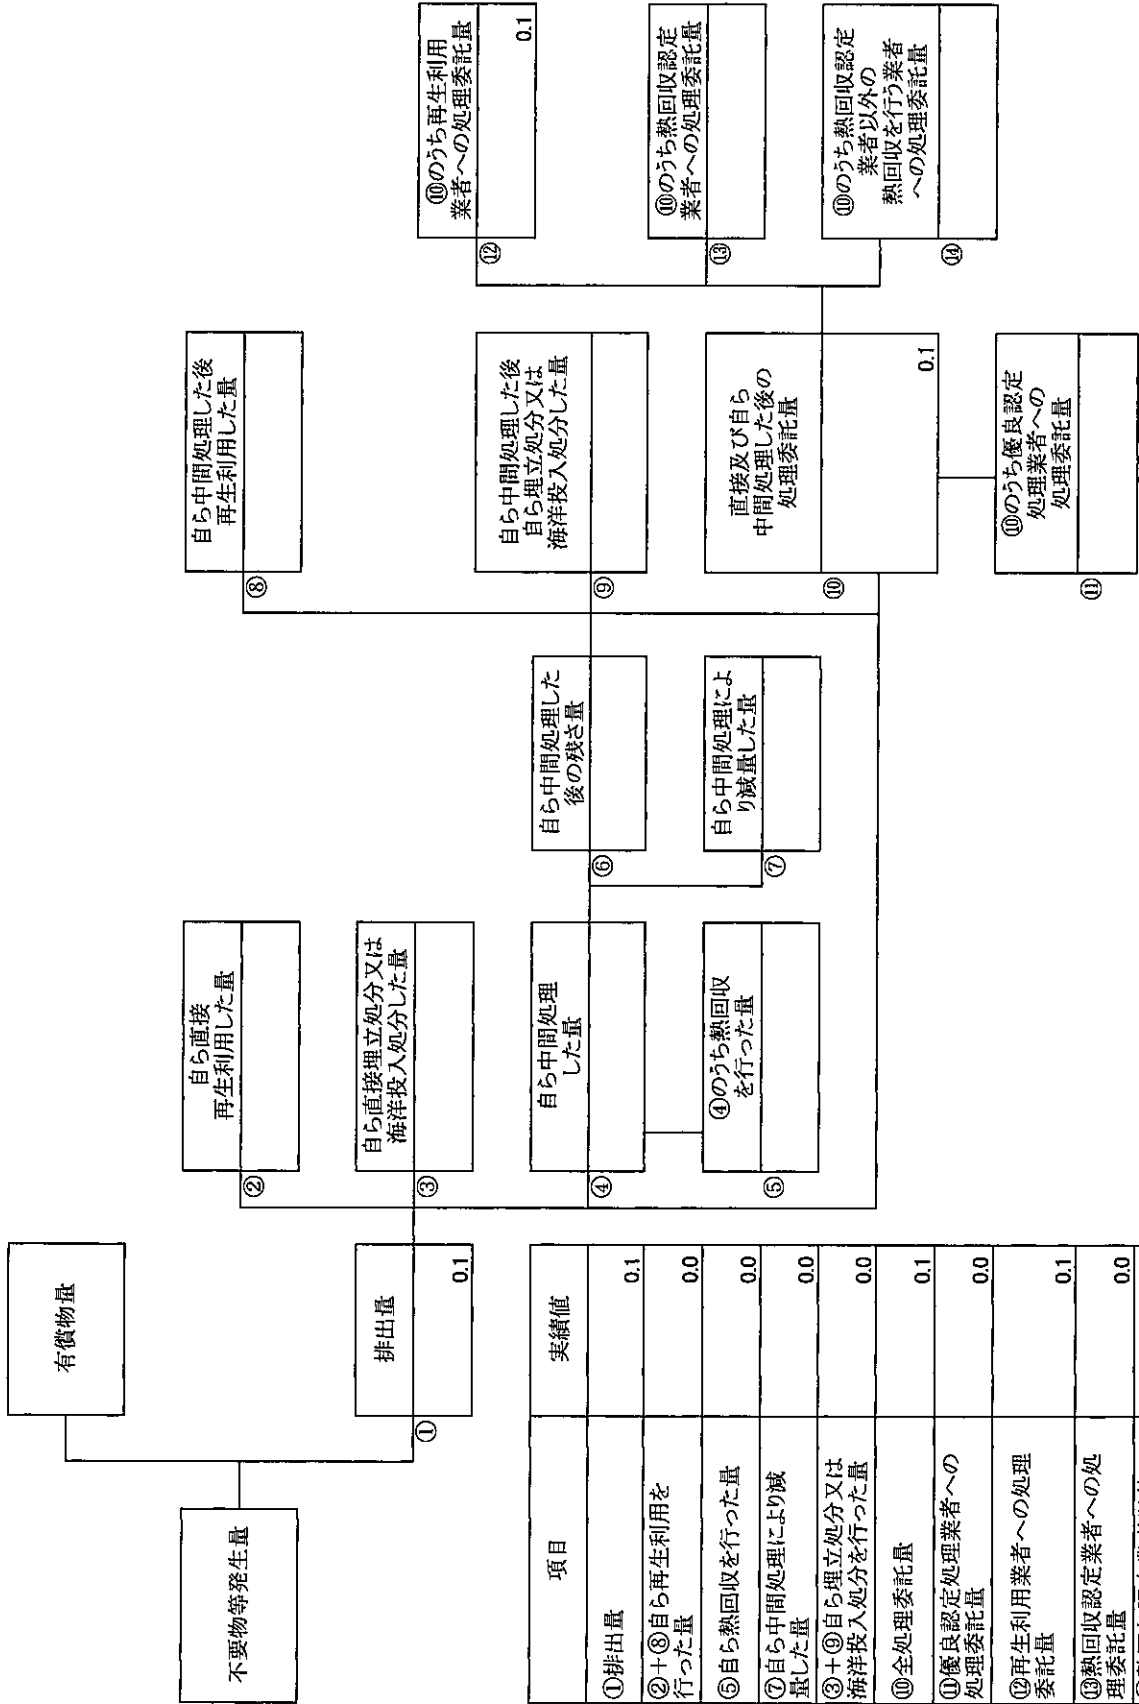 有償物量
不要物等発生量
排出量
①
0.1
自ら直接
再生利用した量
②
自ら直接埋立処分又は
海洋投入処分した量
③
自ら中間処理
した量
④
④のうち熱回収
を行った量
⑤
自ら中間処理した
後の残さ量
⑥
自ら中間処理によ
り減量した量
⑦
自ら中間処理した後
再生利用した量
⑧
自ら中間処理した後
自ら埋立処分又は
海洋投入処分した量
⑨
直接及び自ら
中間処理した後の
処理委託量
⑩
0.1
⑩のうち優良認定
処理業者への
処理委託量
⑪
⑩のうち再生利用
業者への処理委託量
⑫
0.1
⑩のうち熱回収認定
業者への処理委託量
⑬
⑩のうち熱回収認定
業者以外の
熱回収を行う業者
への処理委託量
⑭
項目 実績値
①排出量 0.1
②+⑧自ら再生利用を
行った量 0.0
⑤自ら熱回収を行った量 0.0
⑦自ら中間処理により減
量した量 0.0
③+⑨自ら埋立処分又は
海洋投入処分を行った量 0.0
⑩全処理委託量 0.1
⑪優良認定処理業者への
処理委託量 0.0
⑫再生利用業者への処理
委託量 0.1
⑬熱回収認定業者への処
理委託量 0.0